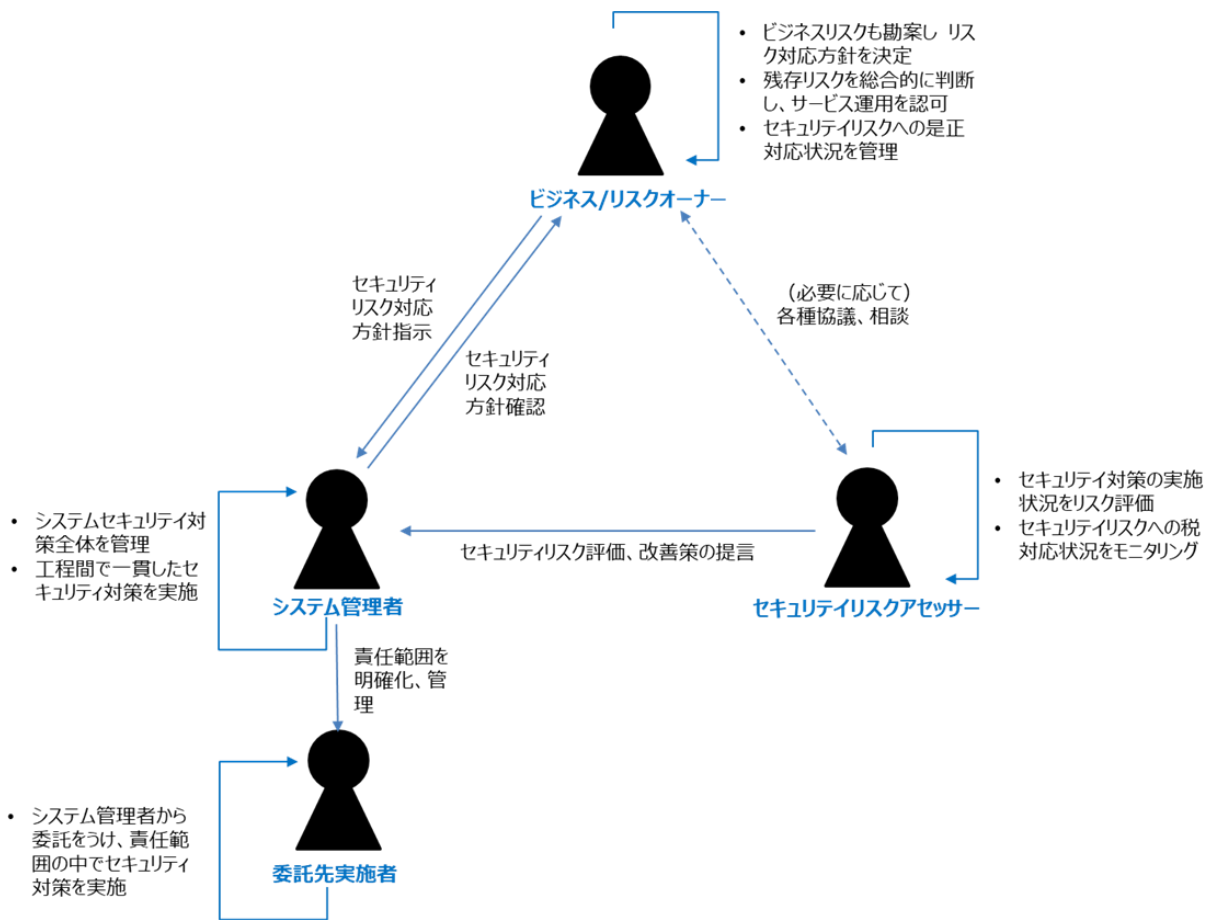 • ビジネスリスクも勘案し リス
ク対応方針を決定
• 残存リスクを総合的に判断
し、サービス運用を認可
• セキュリテイリスクへの是正
対応状況を管理
ビジネス/リスクオーナー
セキュリティ
リスク対応
方針指示
(必要に応じて)
各種協議、相談
セキュリティ
リスク対応
方針確認
• システムセキュリテイ対
策全体を管理
• 工程間で一貫したセ
キュリティ対策を実施
システム管理者
セキュリティリスク評価、改善策の提言
• セキュリテイ対策の実施
状況をリスク評価
• セキュリテイリスクへの税
対応状況をモニタリング
セキュリテイリスクアセッサー
責任範囲を
明確化、管
理
• システム管理者から
委託をうけ、責任範
囲の中でセキュリティ
対策を実施
委託先実施者